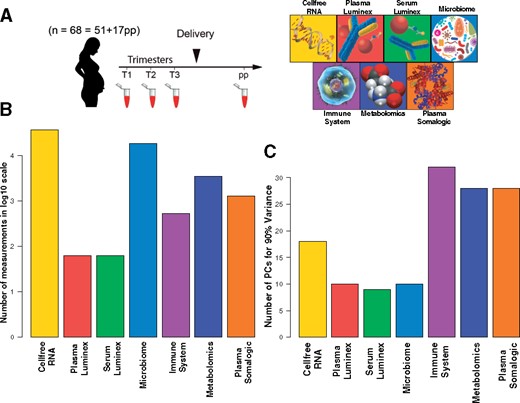 A
(n = 68 = 51+17pp)
Delivery
Trimesters
T1 T2 T3 pp
Cellfree RNA
Plasma Luminex
Serum Luminex
Microbiome
Immune System
Metabolomics
Plasma Somalogic
B
Number of measurements in log10 scale
4
3
2
1
0
Cellfree RNA
Plasma Luminex
Serum Luminex
Microbiome
Immune System
Metabolomics
Plasma Somalogic
C
Number of PCs for 90% Variance
30
25
20
15
10
5
0
Cellfree RNA
Plasma Luminex
Serum Luminex
Microbiome
Immune System
Metabolomics
Plasma Somalogic